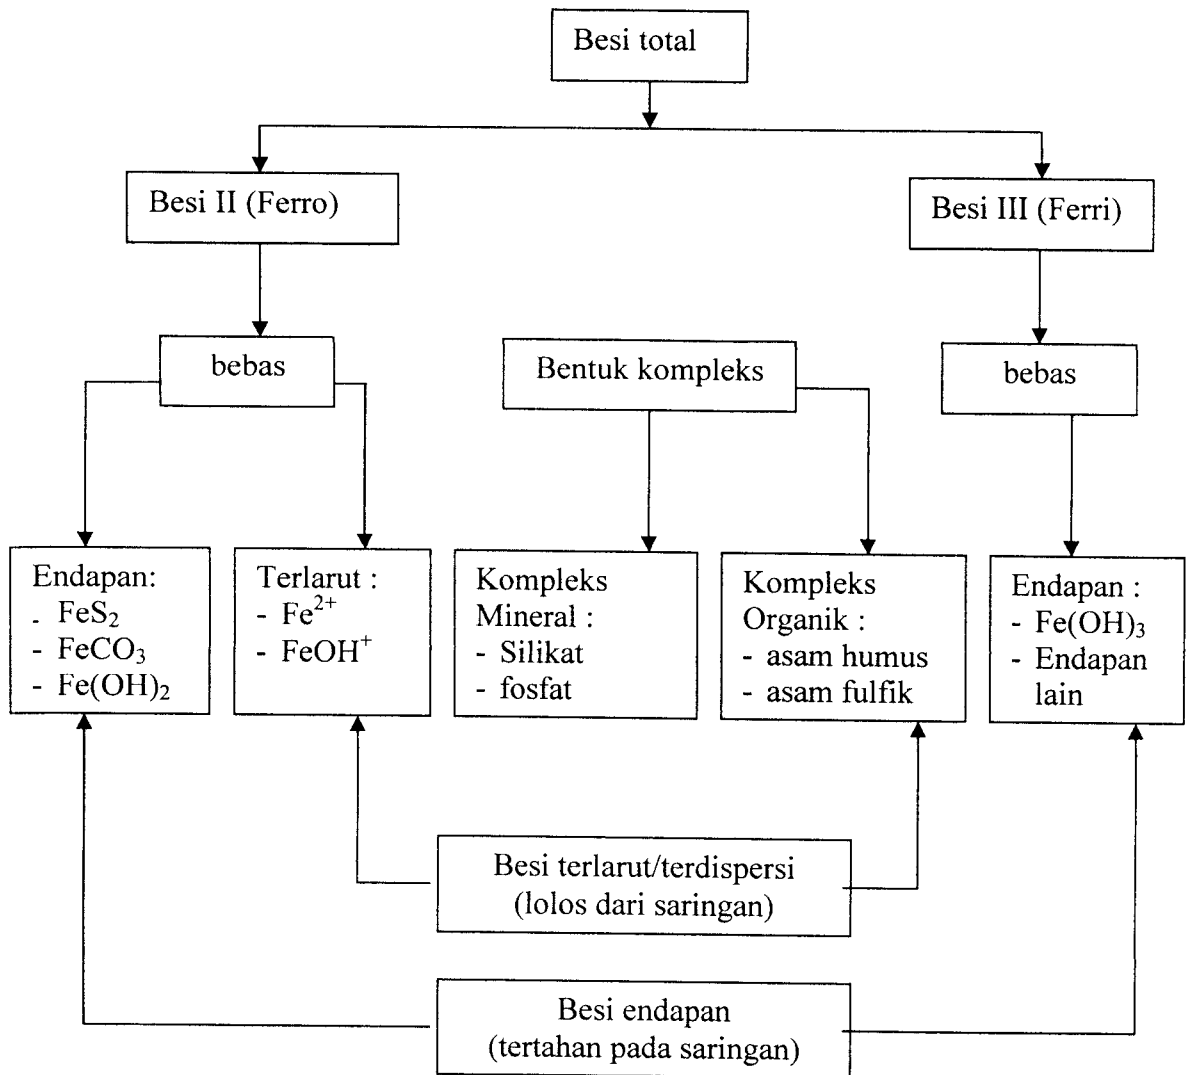 Besi total
Besi II (Ferro)
Besi III (Ferri)
bebas
Bentuk kompleks
bebas
Endapan:
- FeS₂
- FeCO₃
- Fe(OH)₂
Terlarut :
- Fe²⁺
- FeOH⁺
Kompleks
Mineral :
- Silikat
- fosfat
Kompleks
Organik :
- asam humus
- asam fulfik
Endapan :
- Fe(OH)₃
- Endapan
lain
Besi terlarut/terdispersi
(lolos dari saringan)
Besi endapan
(tertahan pada saringan)